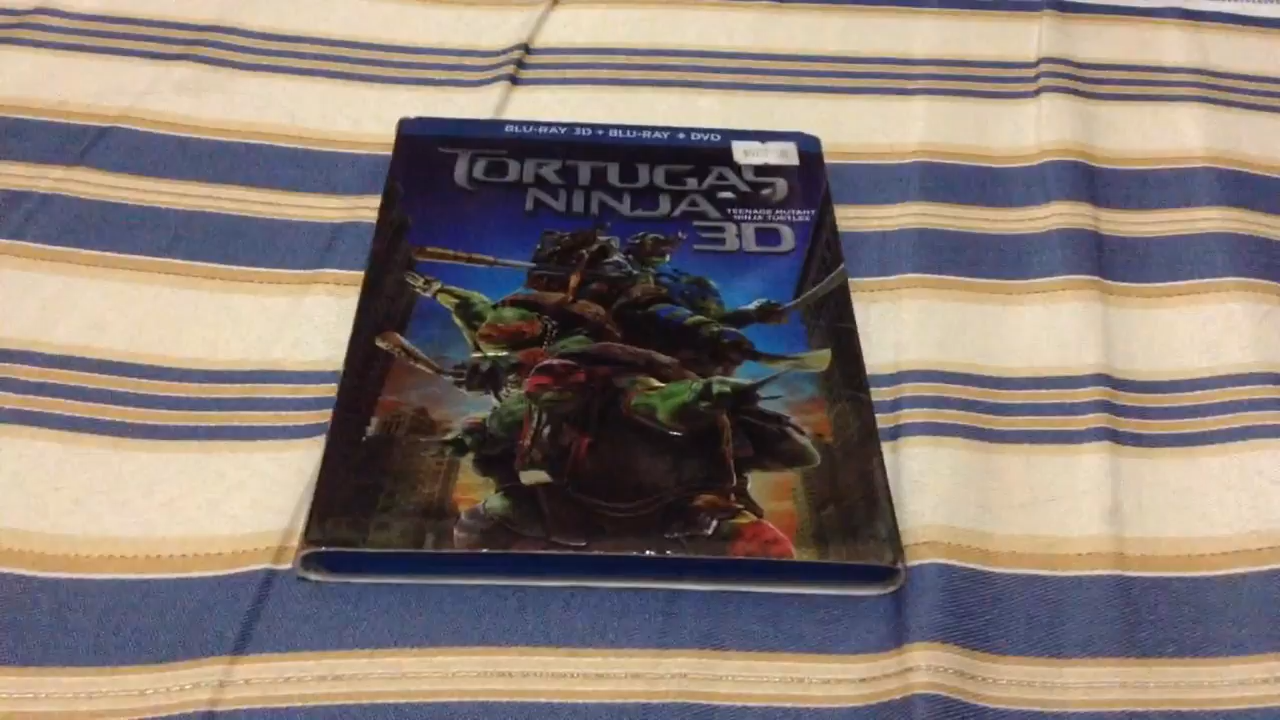 BLU-RAY 3D + BLU-RAY + DVD
TORTUGAS
NINJA
TEENAGE MUTANT
NINJA TURTLES
3D